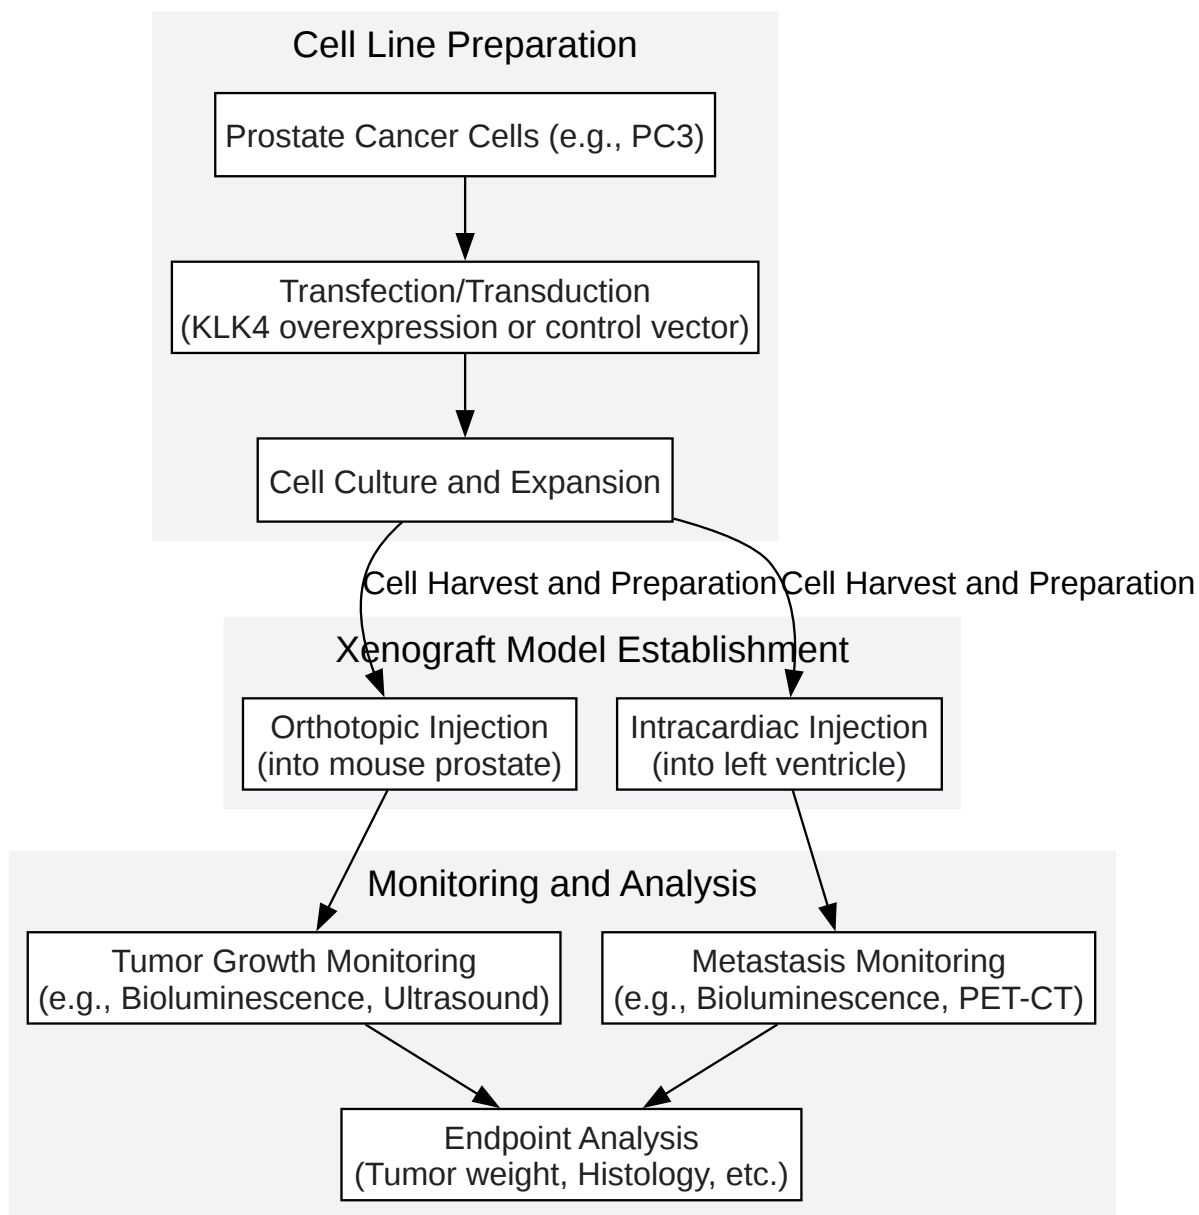 Cell Line Preparation
Prostate Cancer Cells (e.g., PC3)
Transfection/Transduction
(KLK4 overexpression or control vector)
Cell Culture and Expansion
Cell Harvest and Preparation
Cell Harvest and Preparation
Xenograft Model Establishment
Orthotopic Injection
(into mouse prostate)
Intracardiac Injection
(into left ventricle)
Monitoring and Analysis
Tumor Growth Monitoring
(e.g., Bioluminescence, Ultrasound)
Metastasis Monitoring
(e.g., Bioluminescence, PET-CT)
Endpoint Analysis
(Tumor weight, Histology, etc.)